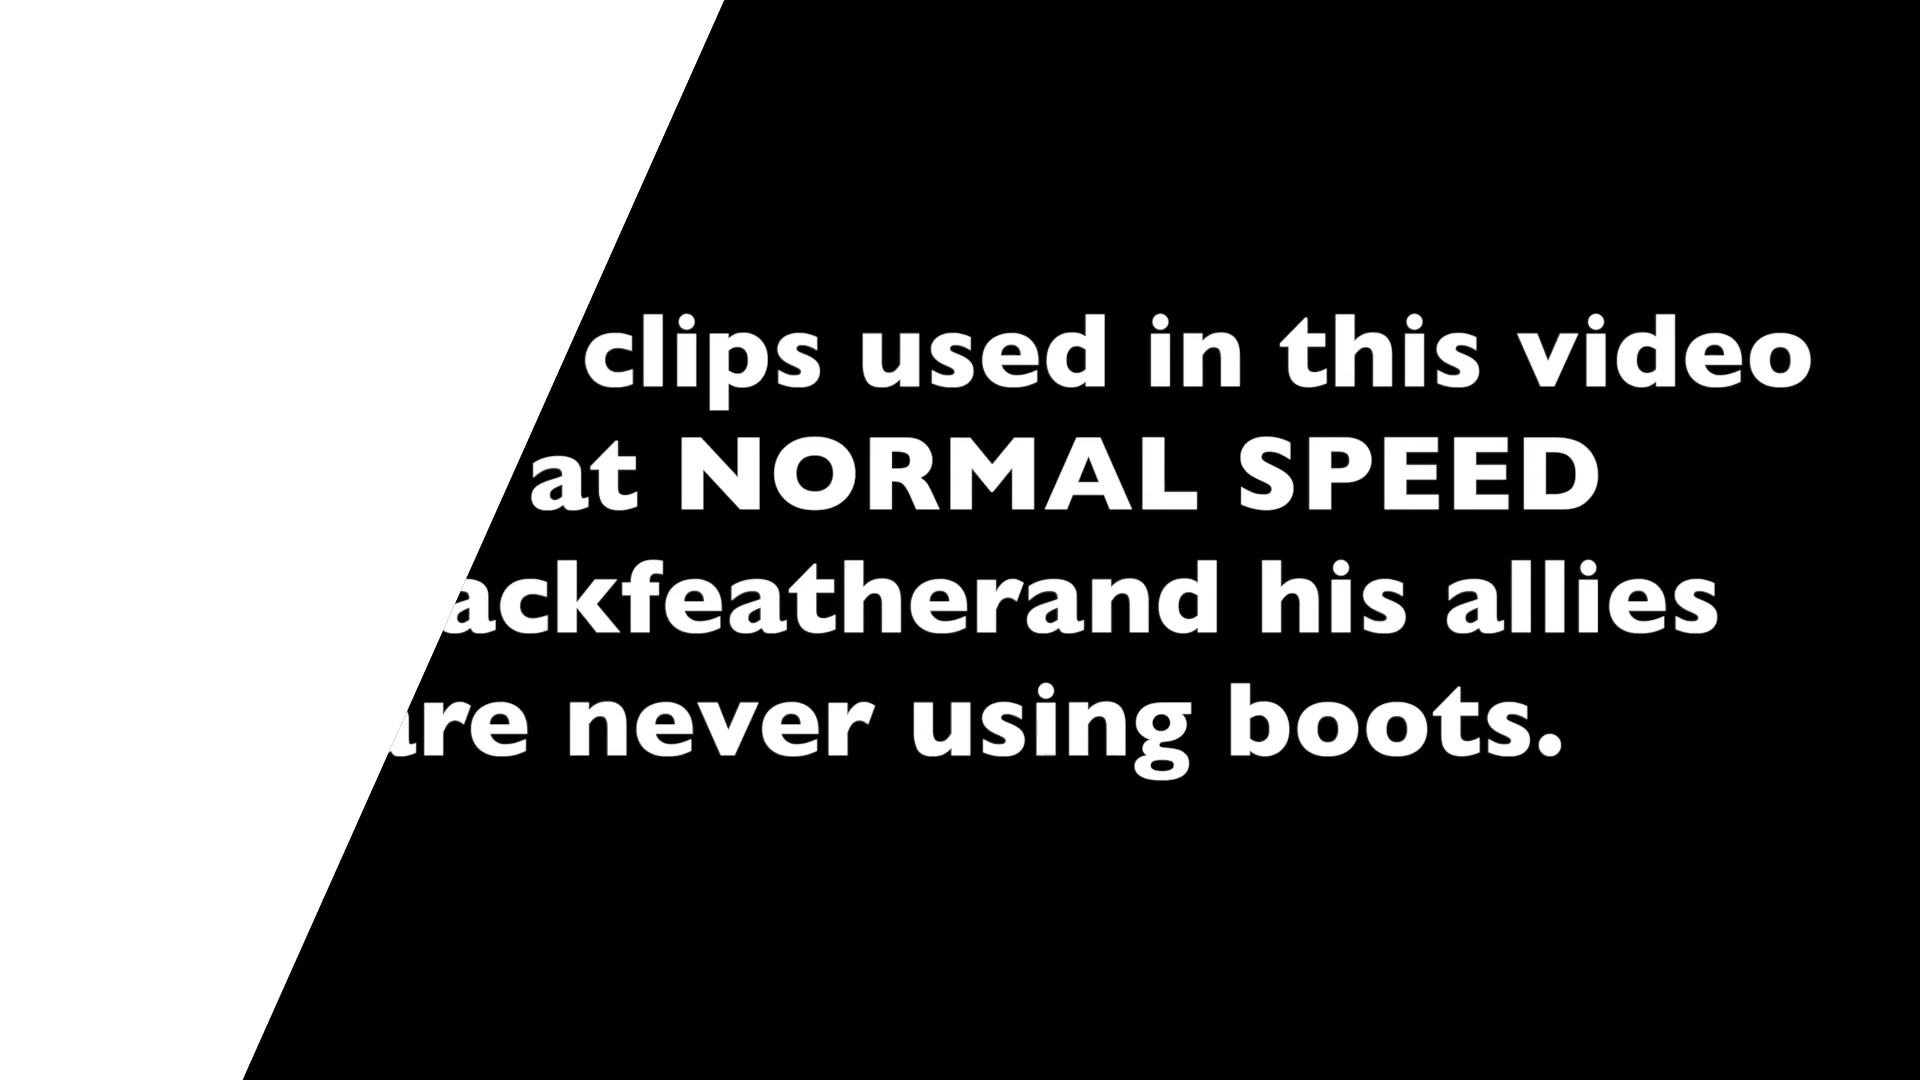 clips used in this video
at NORMAL SPEED
ackfeatherand his allies
are never using boots.